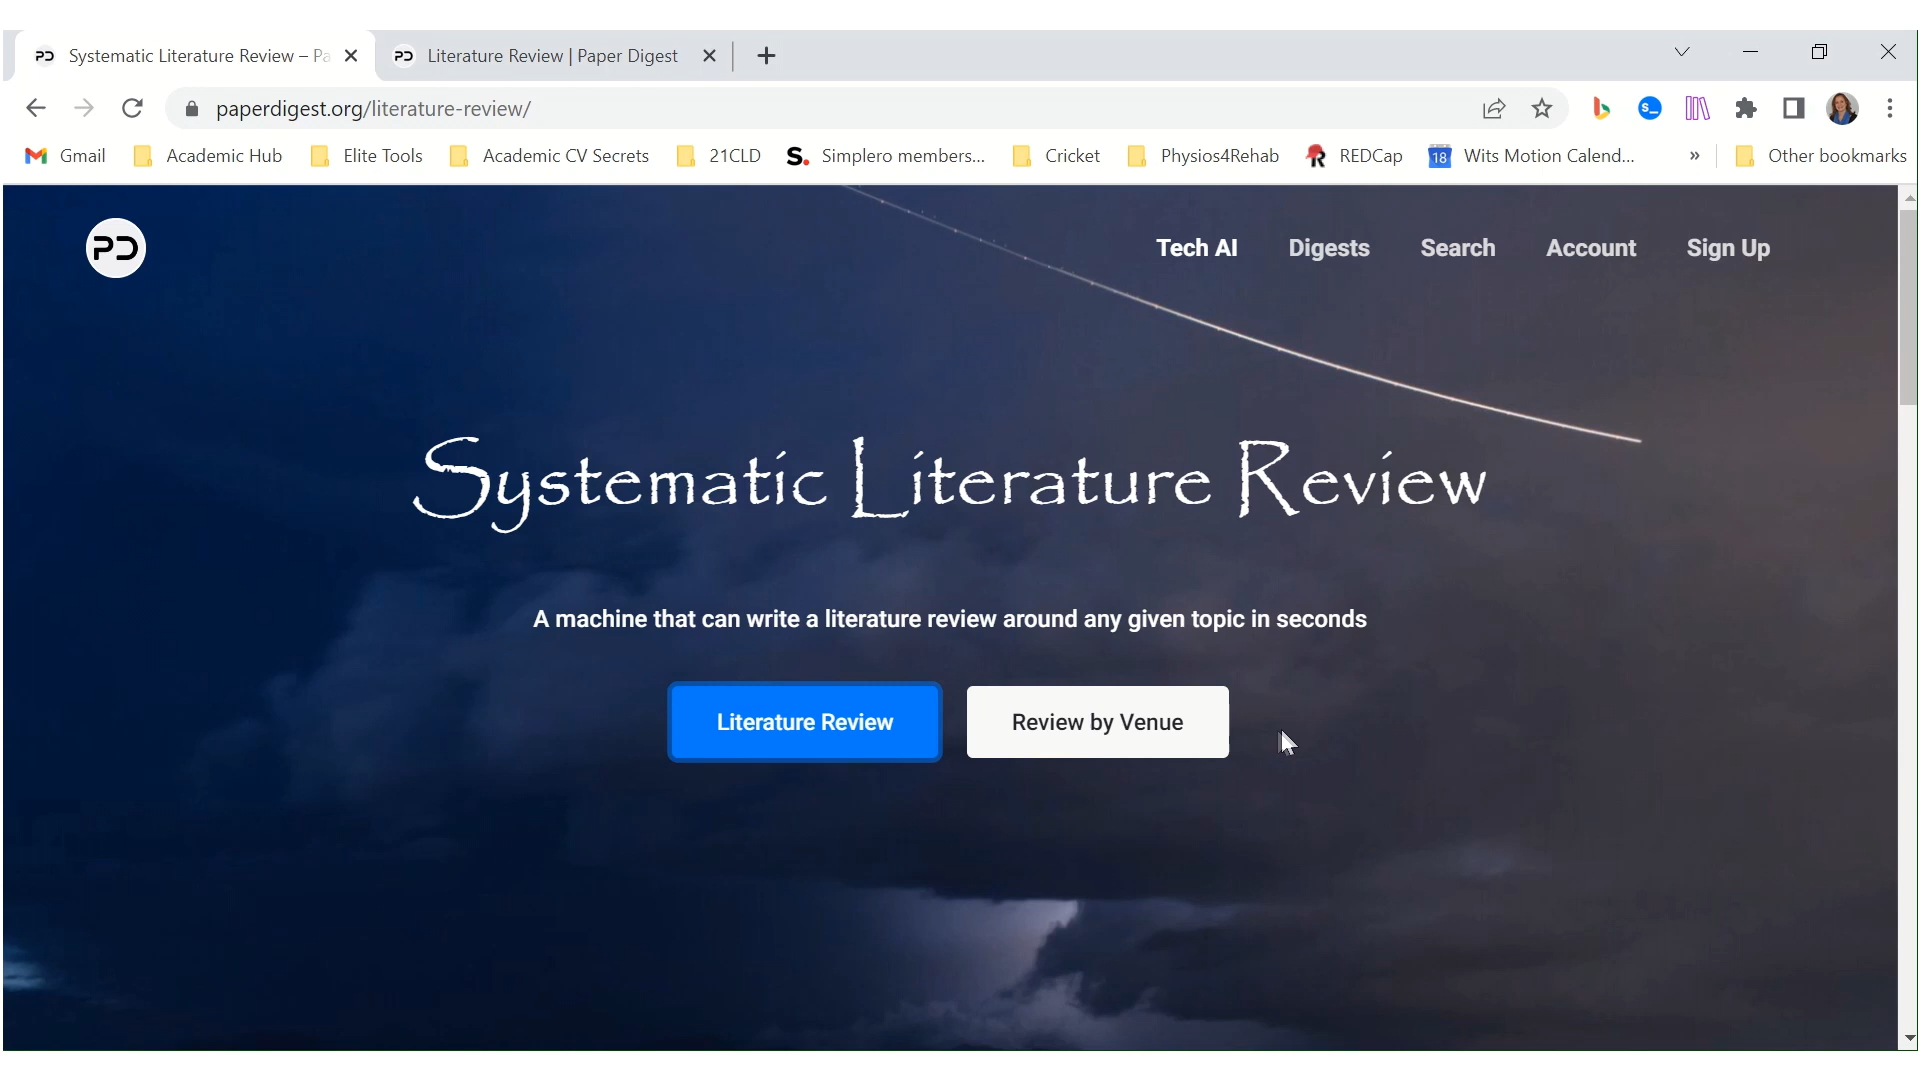 Systematic Literature Review – Pa
Literature Review | Paper Digest
paperdigest.org/literature-review/
Gmail
Academic Hub
Elite Tools
Academic CV Secrets
21CLD
S. Simplero members...
Cricket
Physios4Rehab
REDCap
18 Wits Motion Calend...
»
Other bookmarks
PD
Tech AI
Digests
Search
Account
Sign Up
Systematic Literature Review
A machine that can write a literature review around any given topic in seconds
Literature Review
Review by Venue